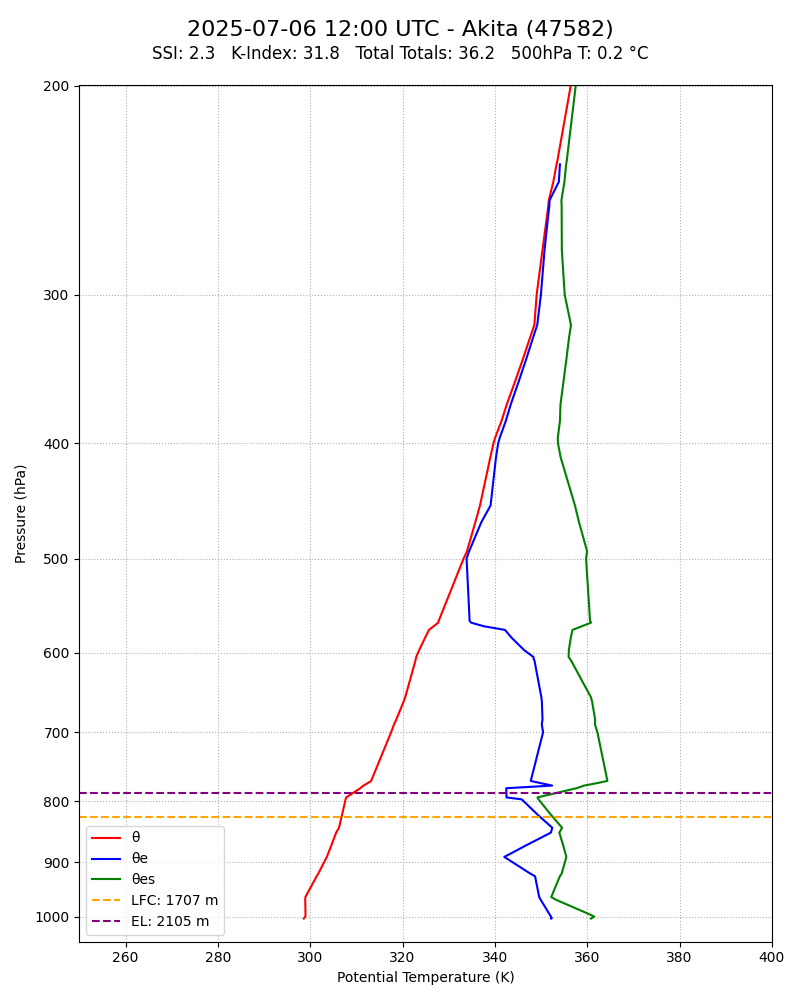 2025-07-06 12:00 UTC - Akita (47582)
SSI: 2.3   K-Index: 31.8   Total Totals: 36.2   500hPa T: 0.2 °C
200
300
400
500
600
700
800
900
1000
Pressure (hPa)
θ
θe
θes
LFC: 1707 m
EL: 2105 m
260 280 300 320 340 360 380 400
Potential Temperature (K)